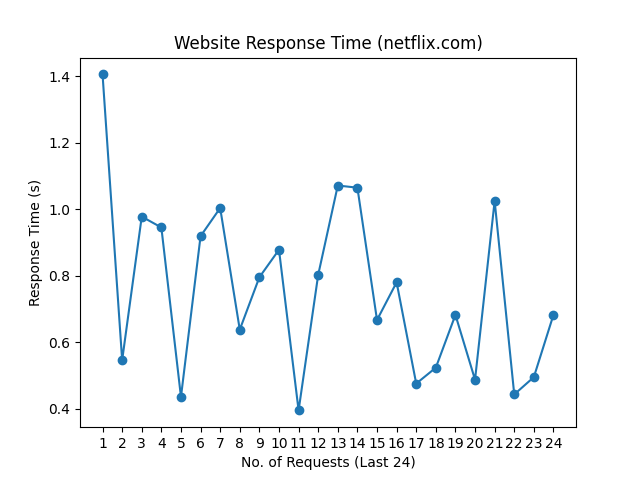 Website Response Time (netflix.com)
Response Time (s)
1.4
1.2
1.0
0.8
0.6
0.4
1 2 3 4 5 6 7 8 9 10 11 12 13 14 15 16 17 18 19 20 21 22 23 24
No. of Requests (Last 24)